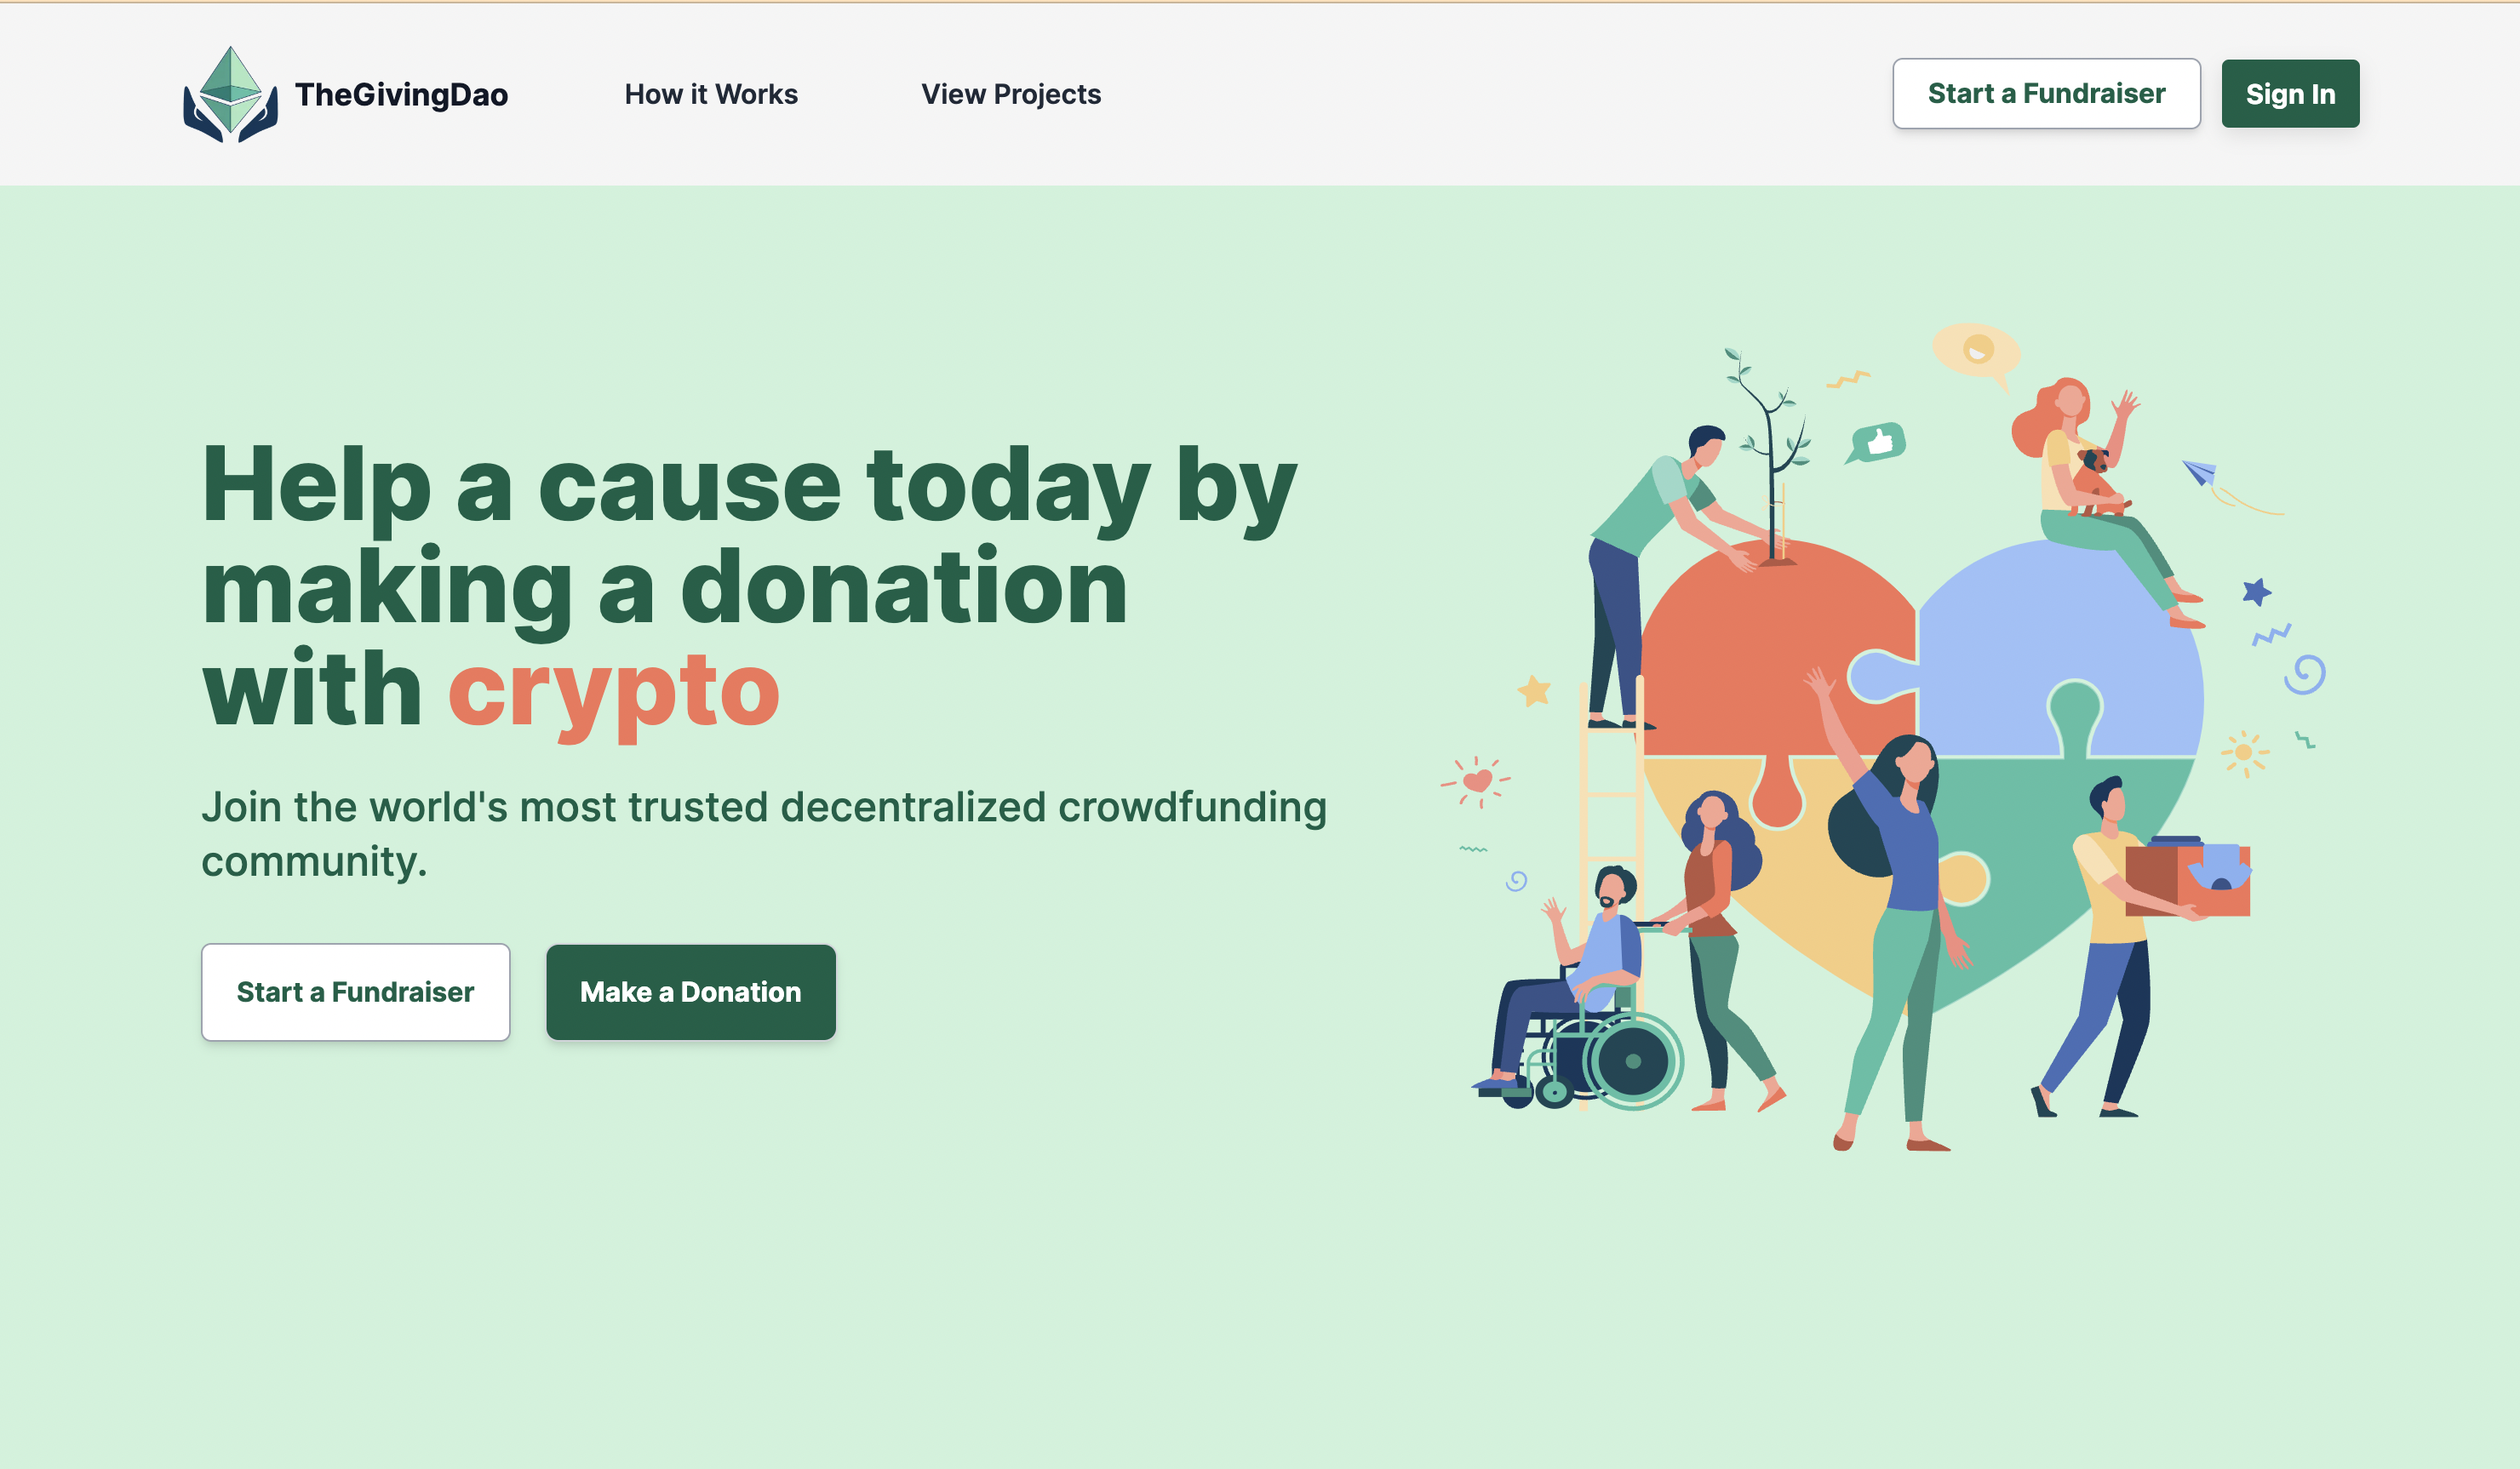 TheGivingDao
How it Works
View Projects
Start a Fundraiser
Sign In
Help a cause today by
making a donation
with crypto
Join the world's most trusted decentralized crowdfunding
community.
Start a Fundraiser
Make a Donation